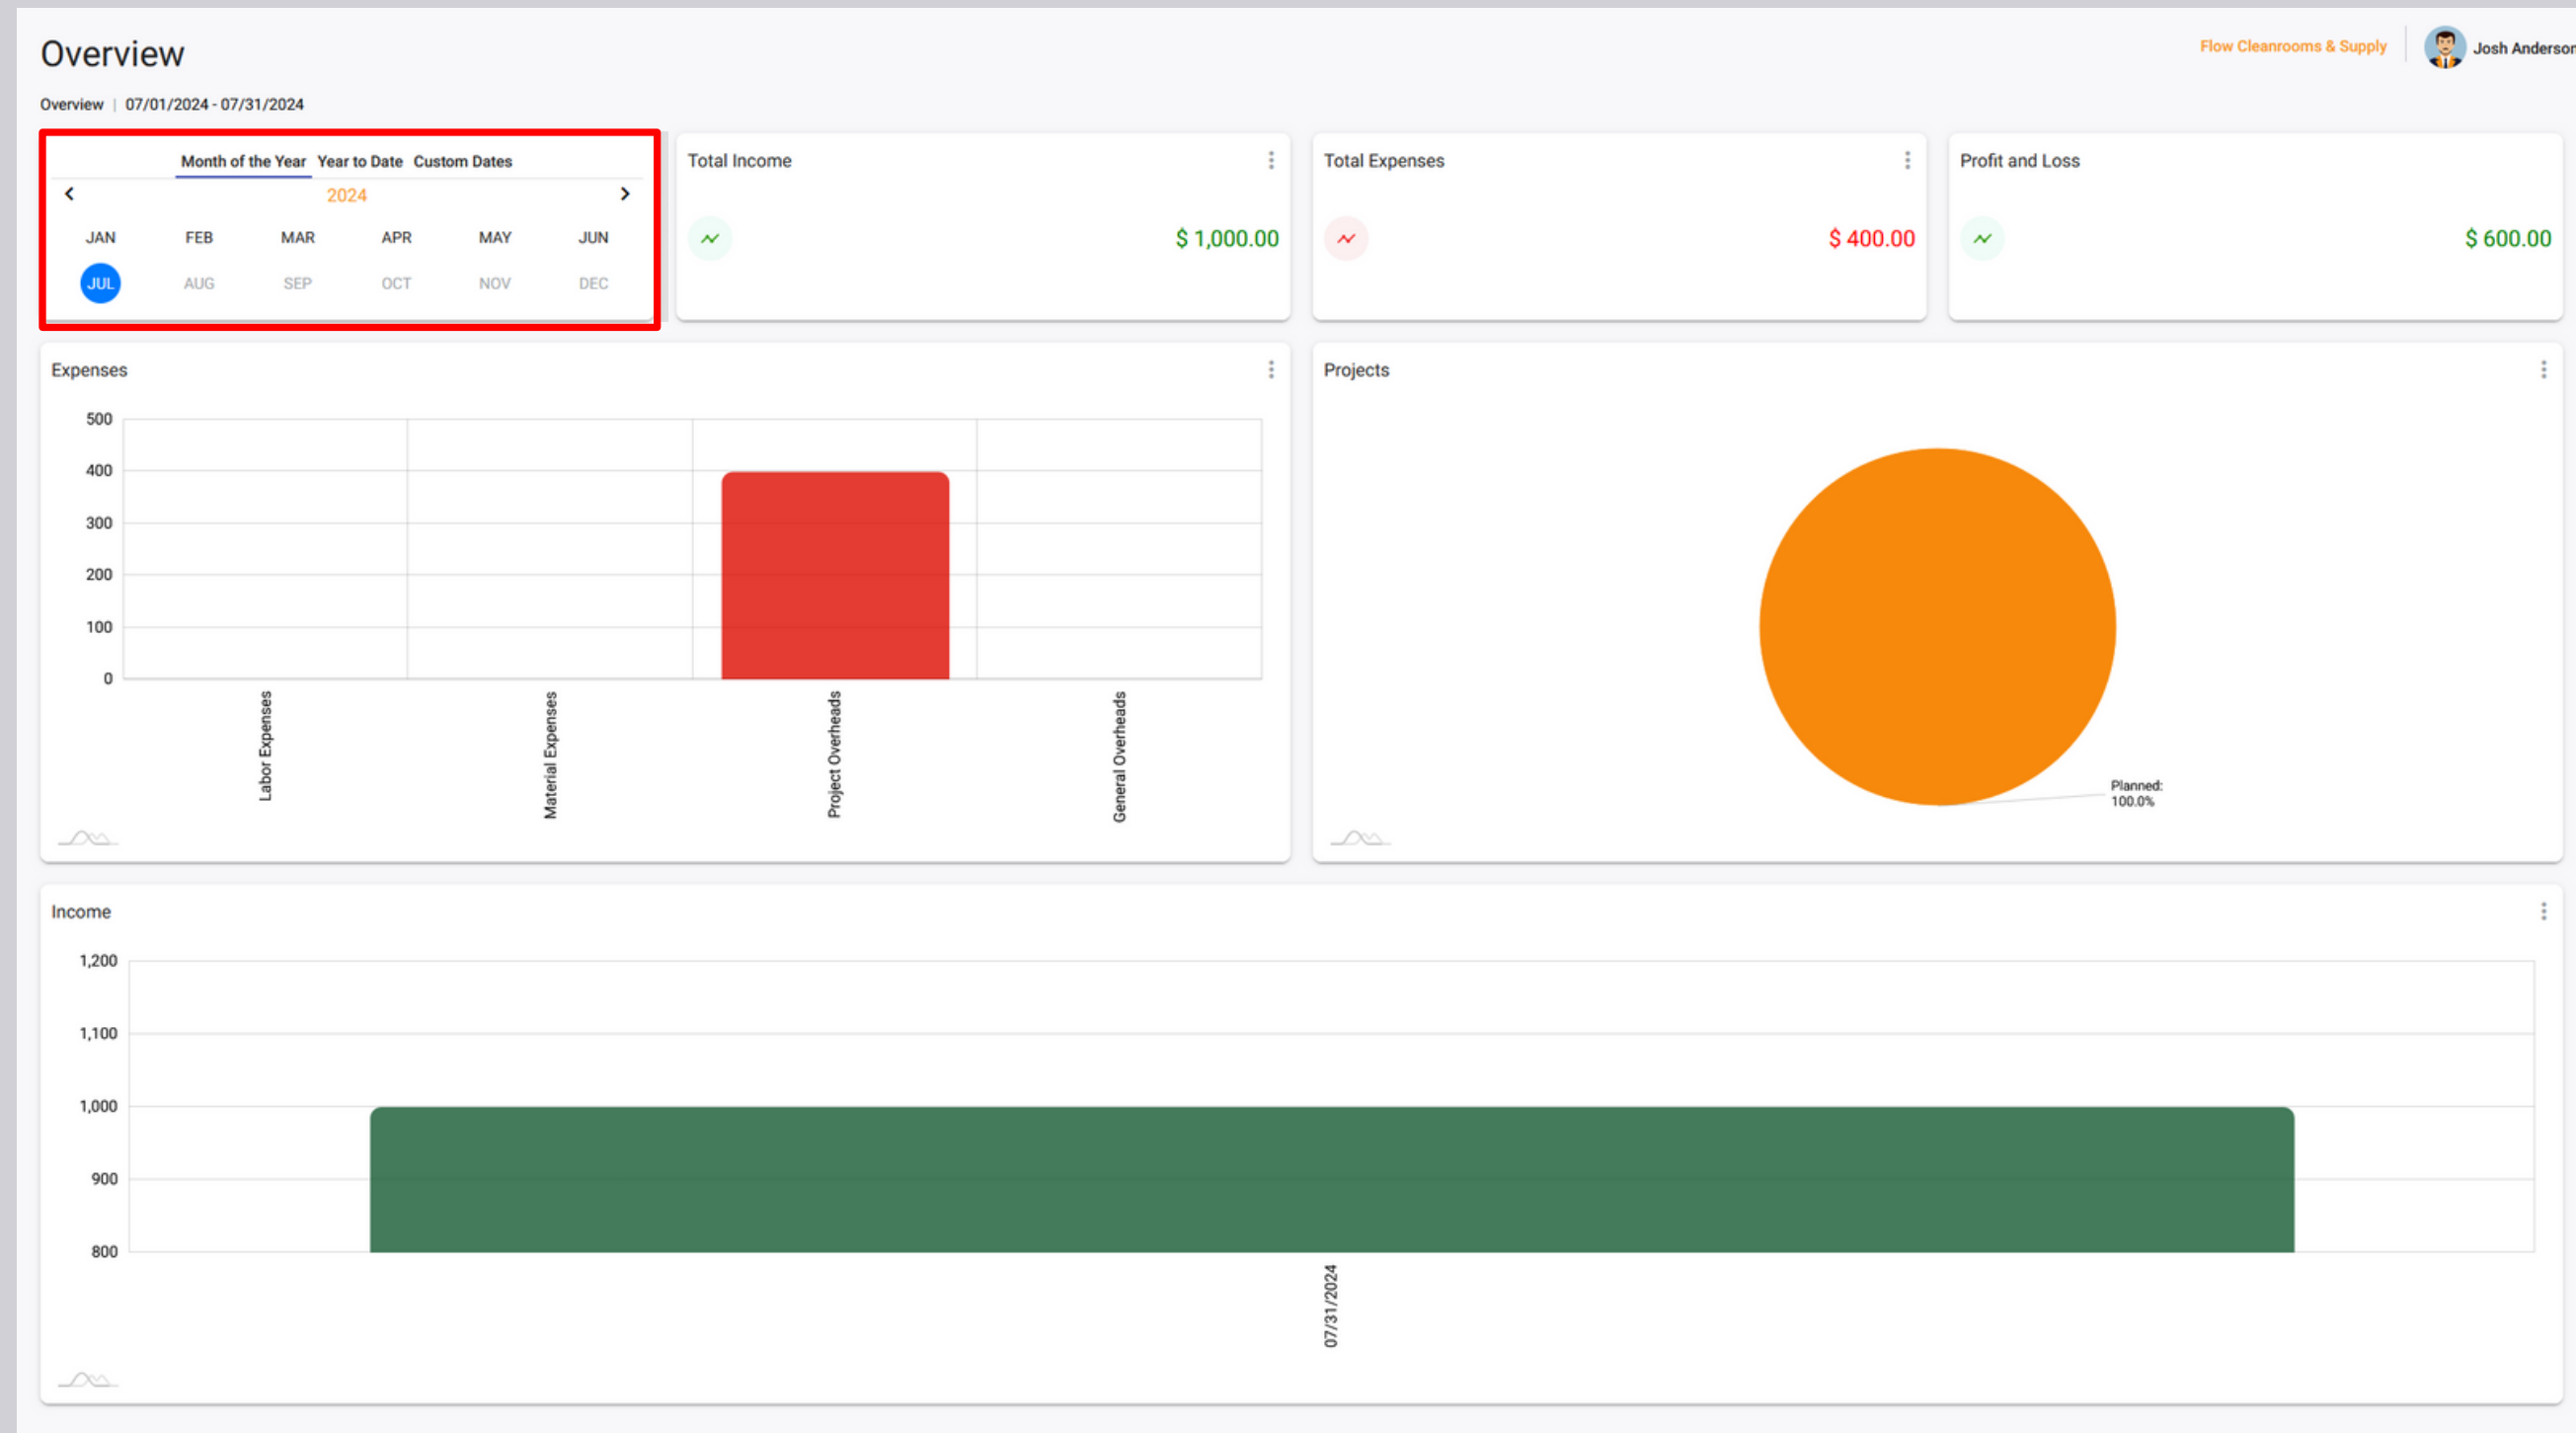 Overview
Flow Cleanrooms & Supply
Josh Anderson
Overview | 07/01/2024 - 07/31/2024
Month of the Year Year to Date Custom Dates
2024
JAN FEB MAR APR MAY JUN
JUL AUG SEP OCT NOV DEC
Total Income
$ 1,000.00
Total Expenses
$ 400.00
Profit and Loss
$ 600.00
Expenses
500
400
300
200
100
0
Labor Expenses
Material Expenses
Project Overheads
General Overheads
Projects
Planned:
100.0%
Income
1,200
1,100
1,000
900
800
07/31/2024